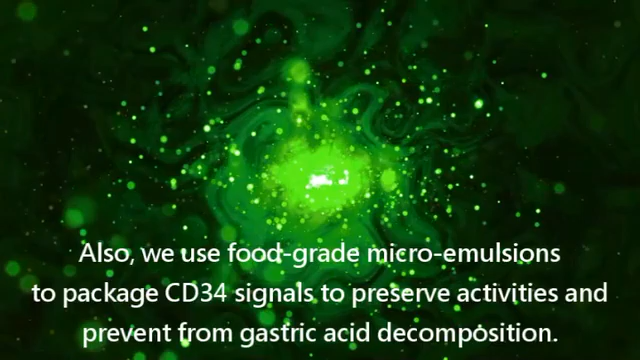 Also, we use food-grade micro-emulsions
to package CD34 signals to preserve activities and
prevent from gastric acid decomposition.